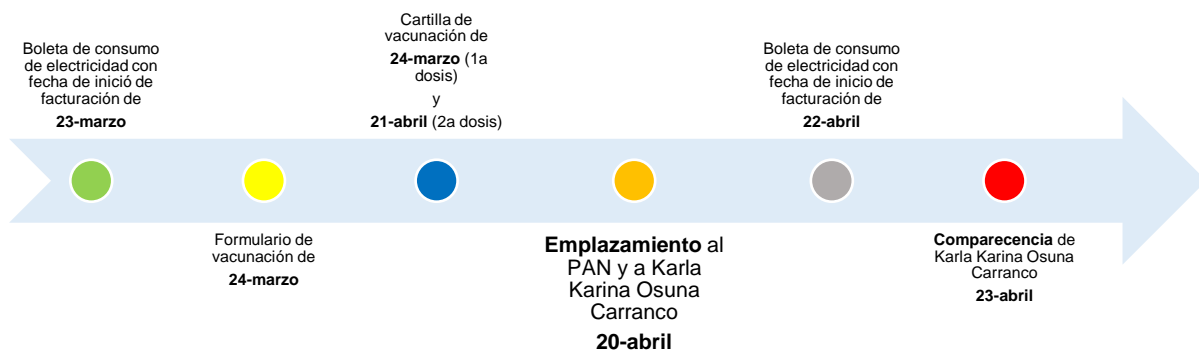 Boleta de consumo
de electricidad con
fecha de inició de
facturación de
23-marzo
Formulario de
vacunación de
24-marzo
Cartilla de
vacunación de
24-marzo (1a
dosis)
y
21-abril (2a dosis)
Emplazamiento al
PAN y a Karla
Karina Osuna
Carranco
20-abril
Boleta de consumo
de electricidad con
fecha de inicio de
facturación de
22-abril
Comparecencia de
Karla Karina Osuna
Carranco
23-abril